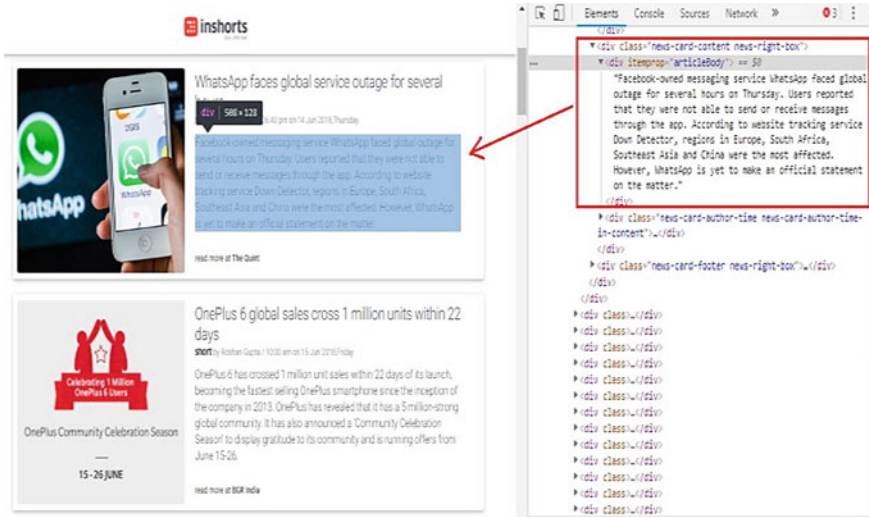 inshorts
WhatsApp faces global service outage for several
div 508 × 128
6:40 pm on 14 Jun 2018,Thursday
Facebook-owned messaging service WhatsApp faced global outage for
several hours on Thursday. Users reported that they were not able to
send or receive messages through the app. According to website
tracking service Down Detector, regions in Europe, South Africa,
Southeast Asia and China were the most affected. However, WhatsApp
is yet to make an official statement on the matter.
read more at The Quint
hatsApp
WhatsApp
OnePlus 6 global sales cross 1 million units within 22
days
short by Roshan Gupta / 10:00 am on 15 Jun 2018,Friday
OnePlus 6 has crossed 1 million unit sales within 22 days of its launch,
becoming the fastest selling OnePlus smartphone since the inception of
the company in 2013. OnePlus has revealed that it has a 5 million-strong
global community. It has also announced a 'Community Celebration
Season' to display gratitude to its community and is running offers from
June 15-26.
read more at BGR India
Celebrating 1 Million
OnePlus 6 Users
OnePlus Community Celebration Season
15 - 26 JUNE
Elements Console Sources Network » 3
</div>
▼<div class="news-card-content news-right-box">
... ▼<div itemprop="articleBody"> == $0
"Facebook-owned messaging service WhatsApp faced global
outage for several hours on Thursday. Users reported
that they were not able to send or receive messages
through the app. According to website tracking service
Down Detector, regions in Europe, South Africa,
Southeast Asia and China were the most affected.
However, WhatsApp is yet to make an official statement
on the matter."
</div>
▶<div class="news-card-author-time news-card-author-time-
in-content">…</div>
</div>
▶<div class="news-card-footer news-right-box">…</div>
</div>
</div>
▶<div class>…</div>
▶<div class>…</div>
▶<div class>…</div>
▶<div class>…</div>
▶<div class>…</div>
▶<div class>…</div>
▶<div class>…</div>
▶<div class>…</div>
▶<div class>…</div>
▶<div class>…</div>
▶<div class>…</div>
▶<div class>…</div>